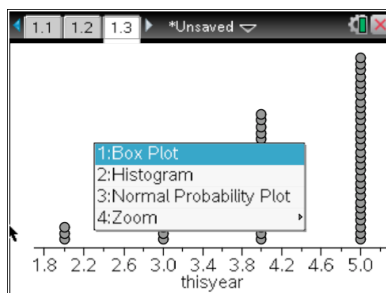 1.1 1.2 1.3 *Unsaved
1:Box Plot
2:Histogram
3:Normal Probability Plot
4:Zoom
1.8 2.2 2.6 3.0 3.4 3.8 4.2 4.6 5.0
thisyear